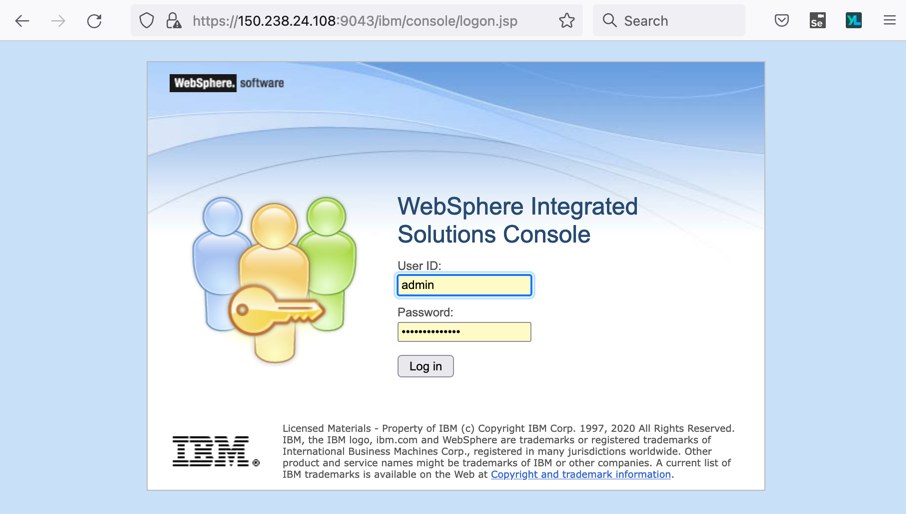 https://150.238.24.108:9043/ibm/console/logon.jsp
Search
Se
YL
WebSphere. software
WebSphere Integrated
Solutions Console
User ID:
admin
Password:
••••••••••••••
Log in
IBM
Licensed Materials - Property of IBM (c) Copyright IBM Corp. 1997, 2020 All Rights Reserved.
IBM, the IBM logo, ibm.com and WebSphere are trademarks or registered trademarks of
International Business Machines Corp., registered in many jurisdictions worldwide. Other
product and service names might be trademarks of IBM or other companies. A current list of
IBM trademarks is available on the Web at Copyright and trademark information.